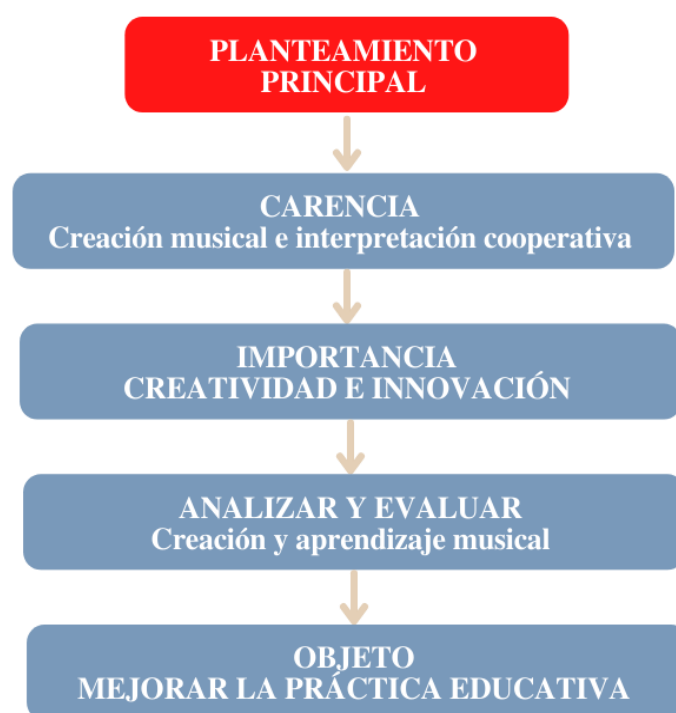 PLANTEAMIENTO
PRINCIPAL
CARENCIA
Creación musical e interpretación cooperativa
IMPORTANCIA
CREATIVIDAD E INNOVACIÓN
ANALIZAR Y EVALUAR
Creación y aprendizaje musical
OBJETO
MEJORAR LA PRÁCTICA EDUCATIVA